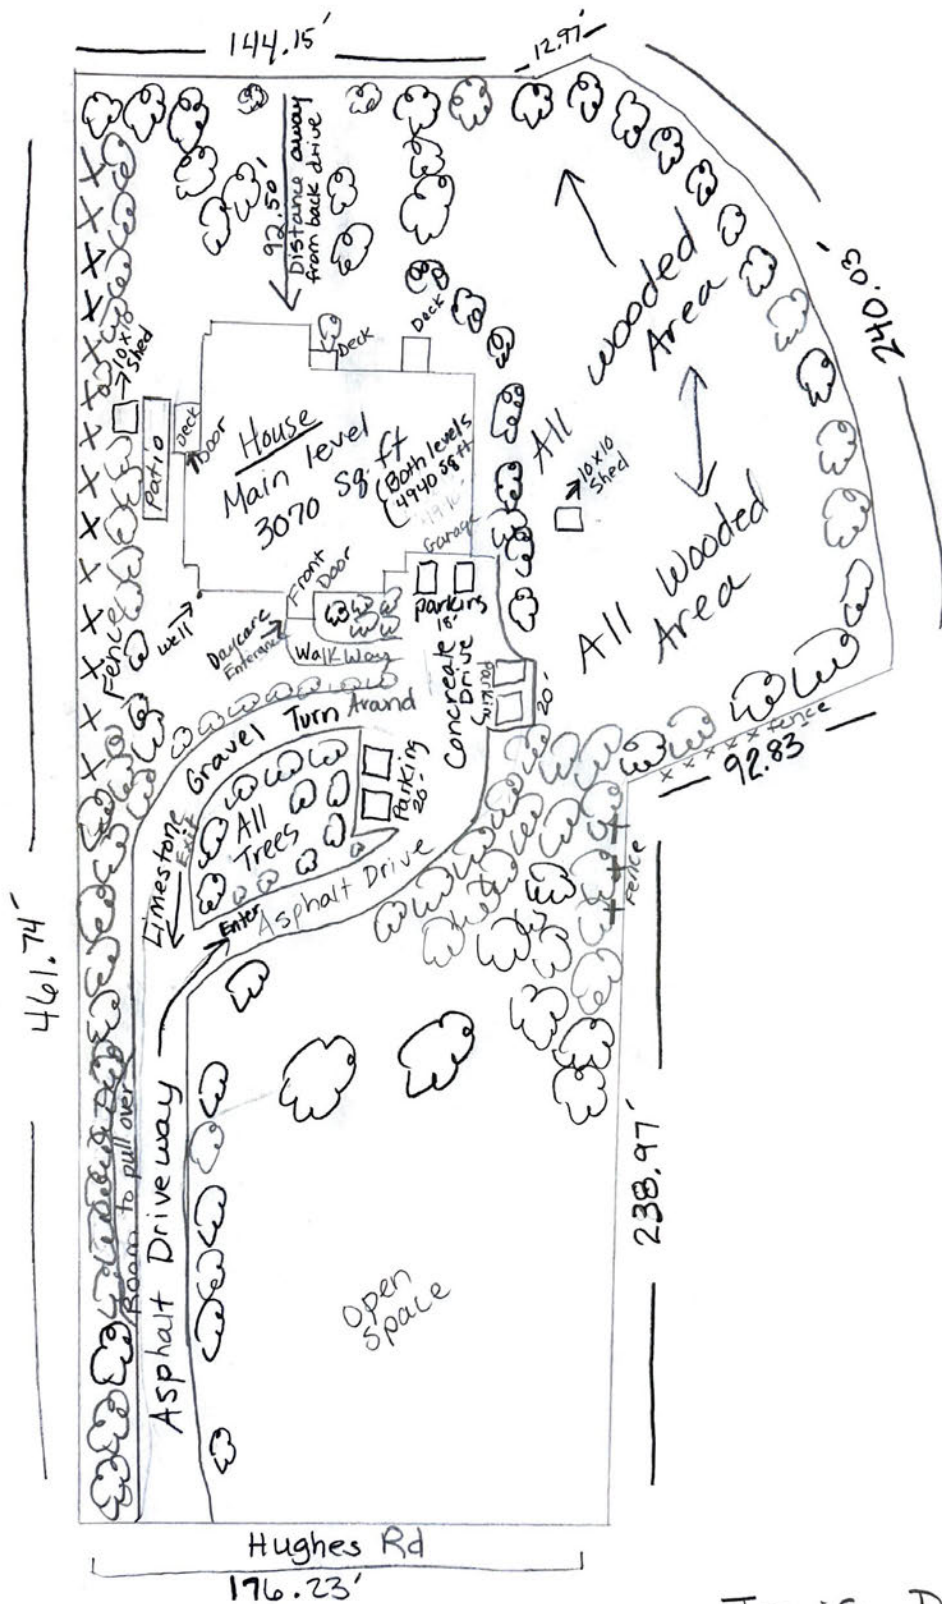 144.15'
12.97'
92.50'
Distance away
from back drive
240.03'
wooded
Area
All
10x10
Shed
Deck
Deck
Deck
Patio
Door
House
Main level
3070 Sq. ft
(Both levels
4940 sq ft
Garage
10x10
Shed
All Wooded
Area
Front
Door
parking
18'
Well
Fence
Daycare
Entrance
Walk Way
Concreate
Drive
Parking
20'
Gravel Turn Around
fence
92.83
Parking
20'
All
Trees
Limestone
Exit
Enter
Asphalt Drive
Fence
461.74'
Room to pull over
Asphalt Driveway
238.97'
Open
Space
Hughes Rd
176.23'